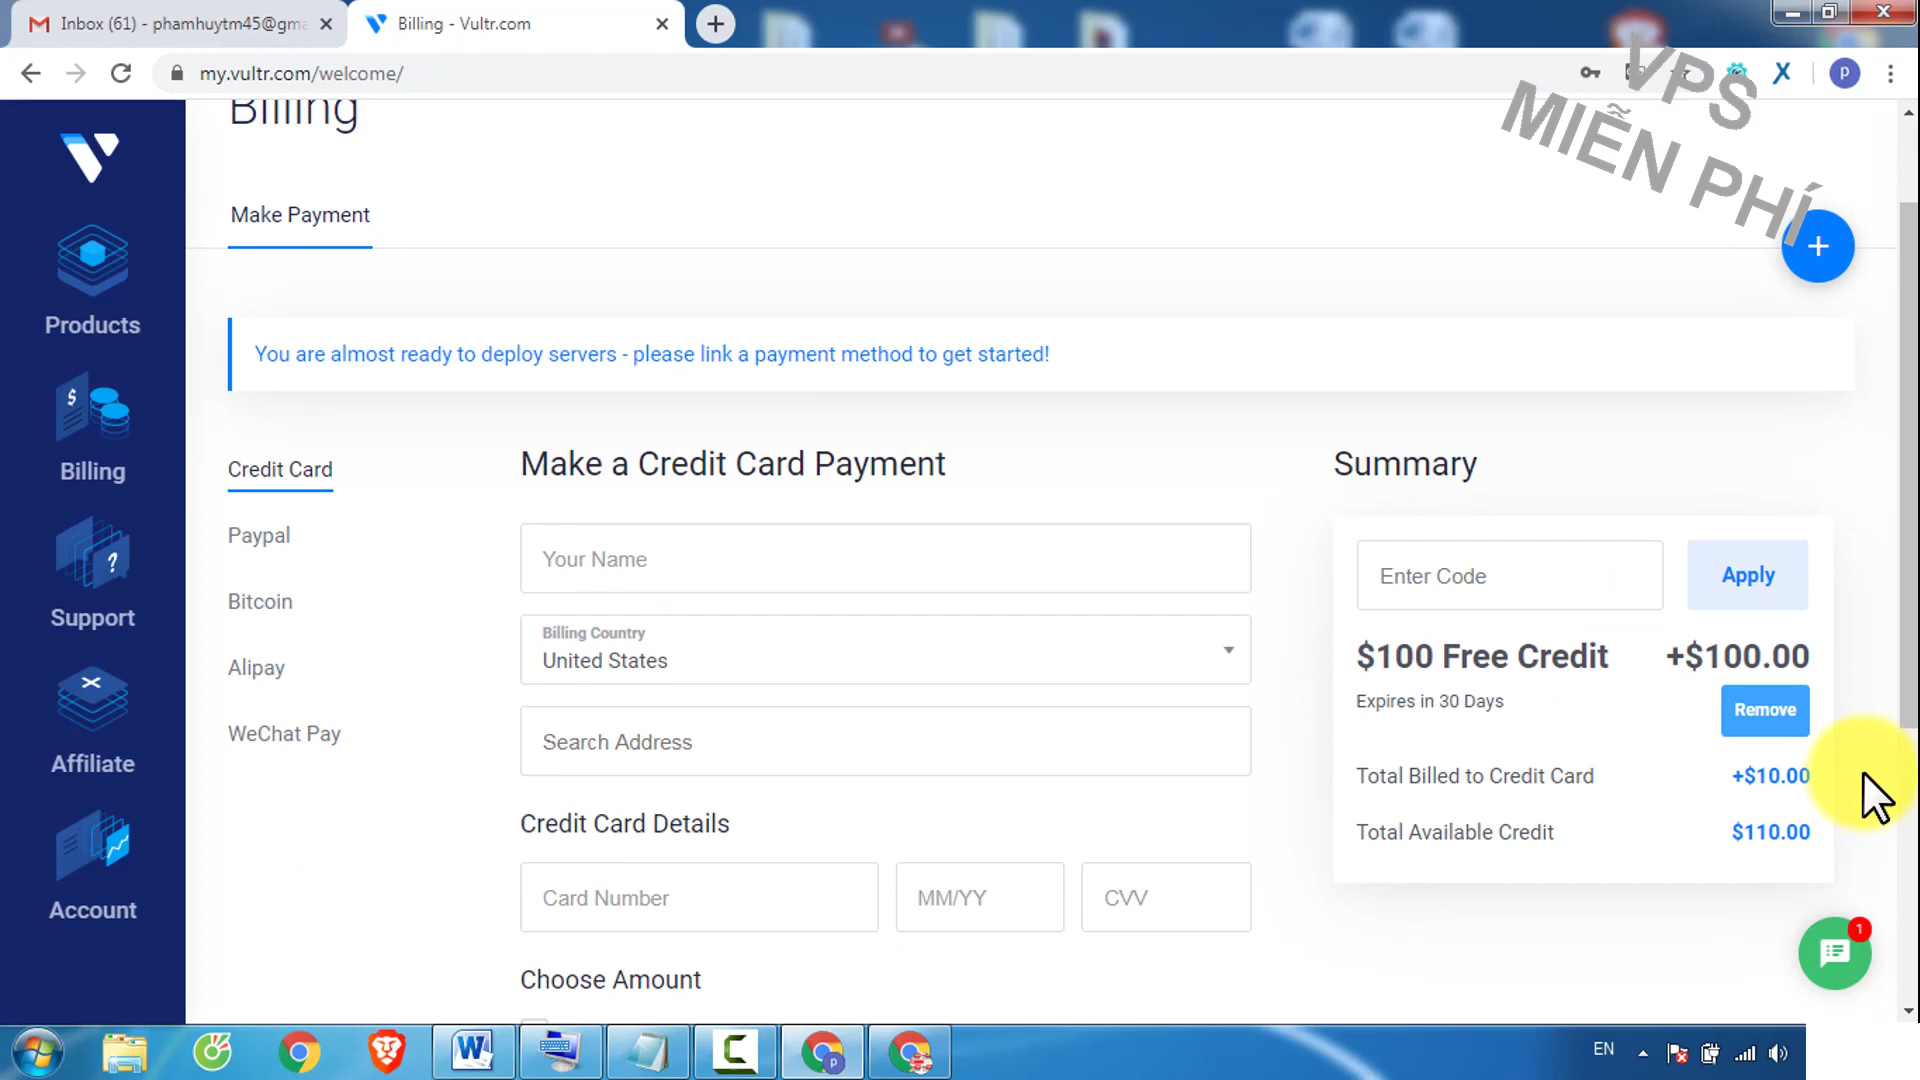 Inbox (61) - phamhuytm45@gma
Billing - Vultr.com
my.vultr.com/welcome/
p
VPS
MIỄN PHÍ
Billing
Make Payment
+
Products
Billing
Support
Affiliate
Account
You are almost ready to deploy servers - please link a payment method to get started!
Credit Card
Paypal
Bitcoin
Alipay
WeChat Pay
Make a Credit Card Payment
Your Name
Billing Country
United States
Search Address
Credit Card Details
Card Number
MM/YY
CVV
Choose Amount
Summary
Enter Code
Apply
$100 Free Credit
+$100.00
Expires in 30 Days
Remove
Total Billed to Credit Card
+$10.00
Total Available Credit
$110.00
1
EN